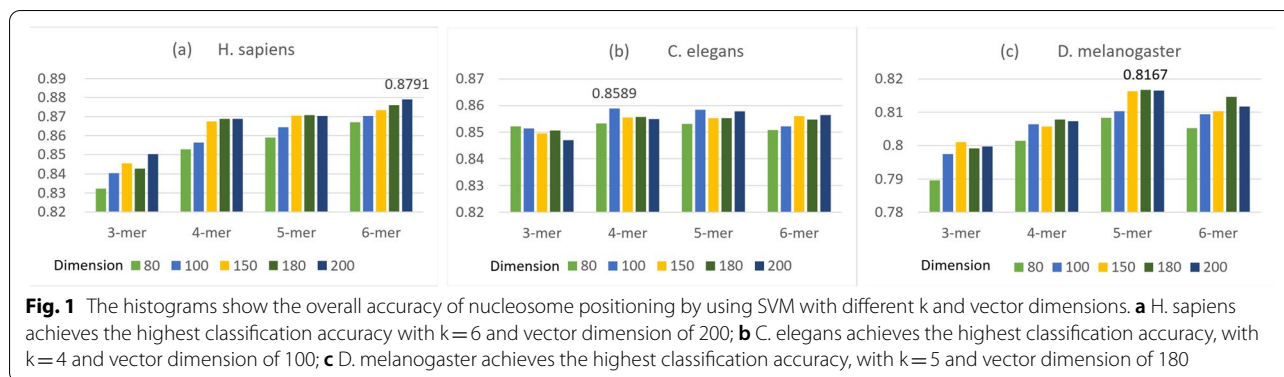 (a) H. sapiens
0.89
0.88
0.87
0.86
0.85
0.84
0.83
0.82
0.8791
3-mer 4-mer 5-mer 6-mer
Dimension 80 100 150 180 200
(b) C. elegans
0.87
0.86
0.85
0.84
0.83
0.82
0.8589
3-mer 4-mer 5-mer 6-mer
Dimension 80 100 150 180 200
(c) D. melanogaster
0.82
0.81
0.8
0.79
0.78
0.8167
3-mer 4-mer 5-mer 6-mer
Dimension 80 100 150 180 200
Fig. 1 The histograms show the overall accuracy of nucleosome positioning by using SVM with different k and vector dimensions. a H. sapiens
achieves the highest classification accuracy with k=6 and vector dimension of 200; b C. elegans achieves the highest classification accuracy, with
k=4 and vector dimension of 100; c D. melanogaster achieves the highest classification accuracy, with k=5 and vector dimension of 180